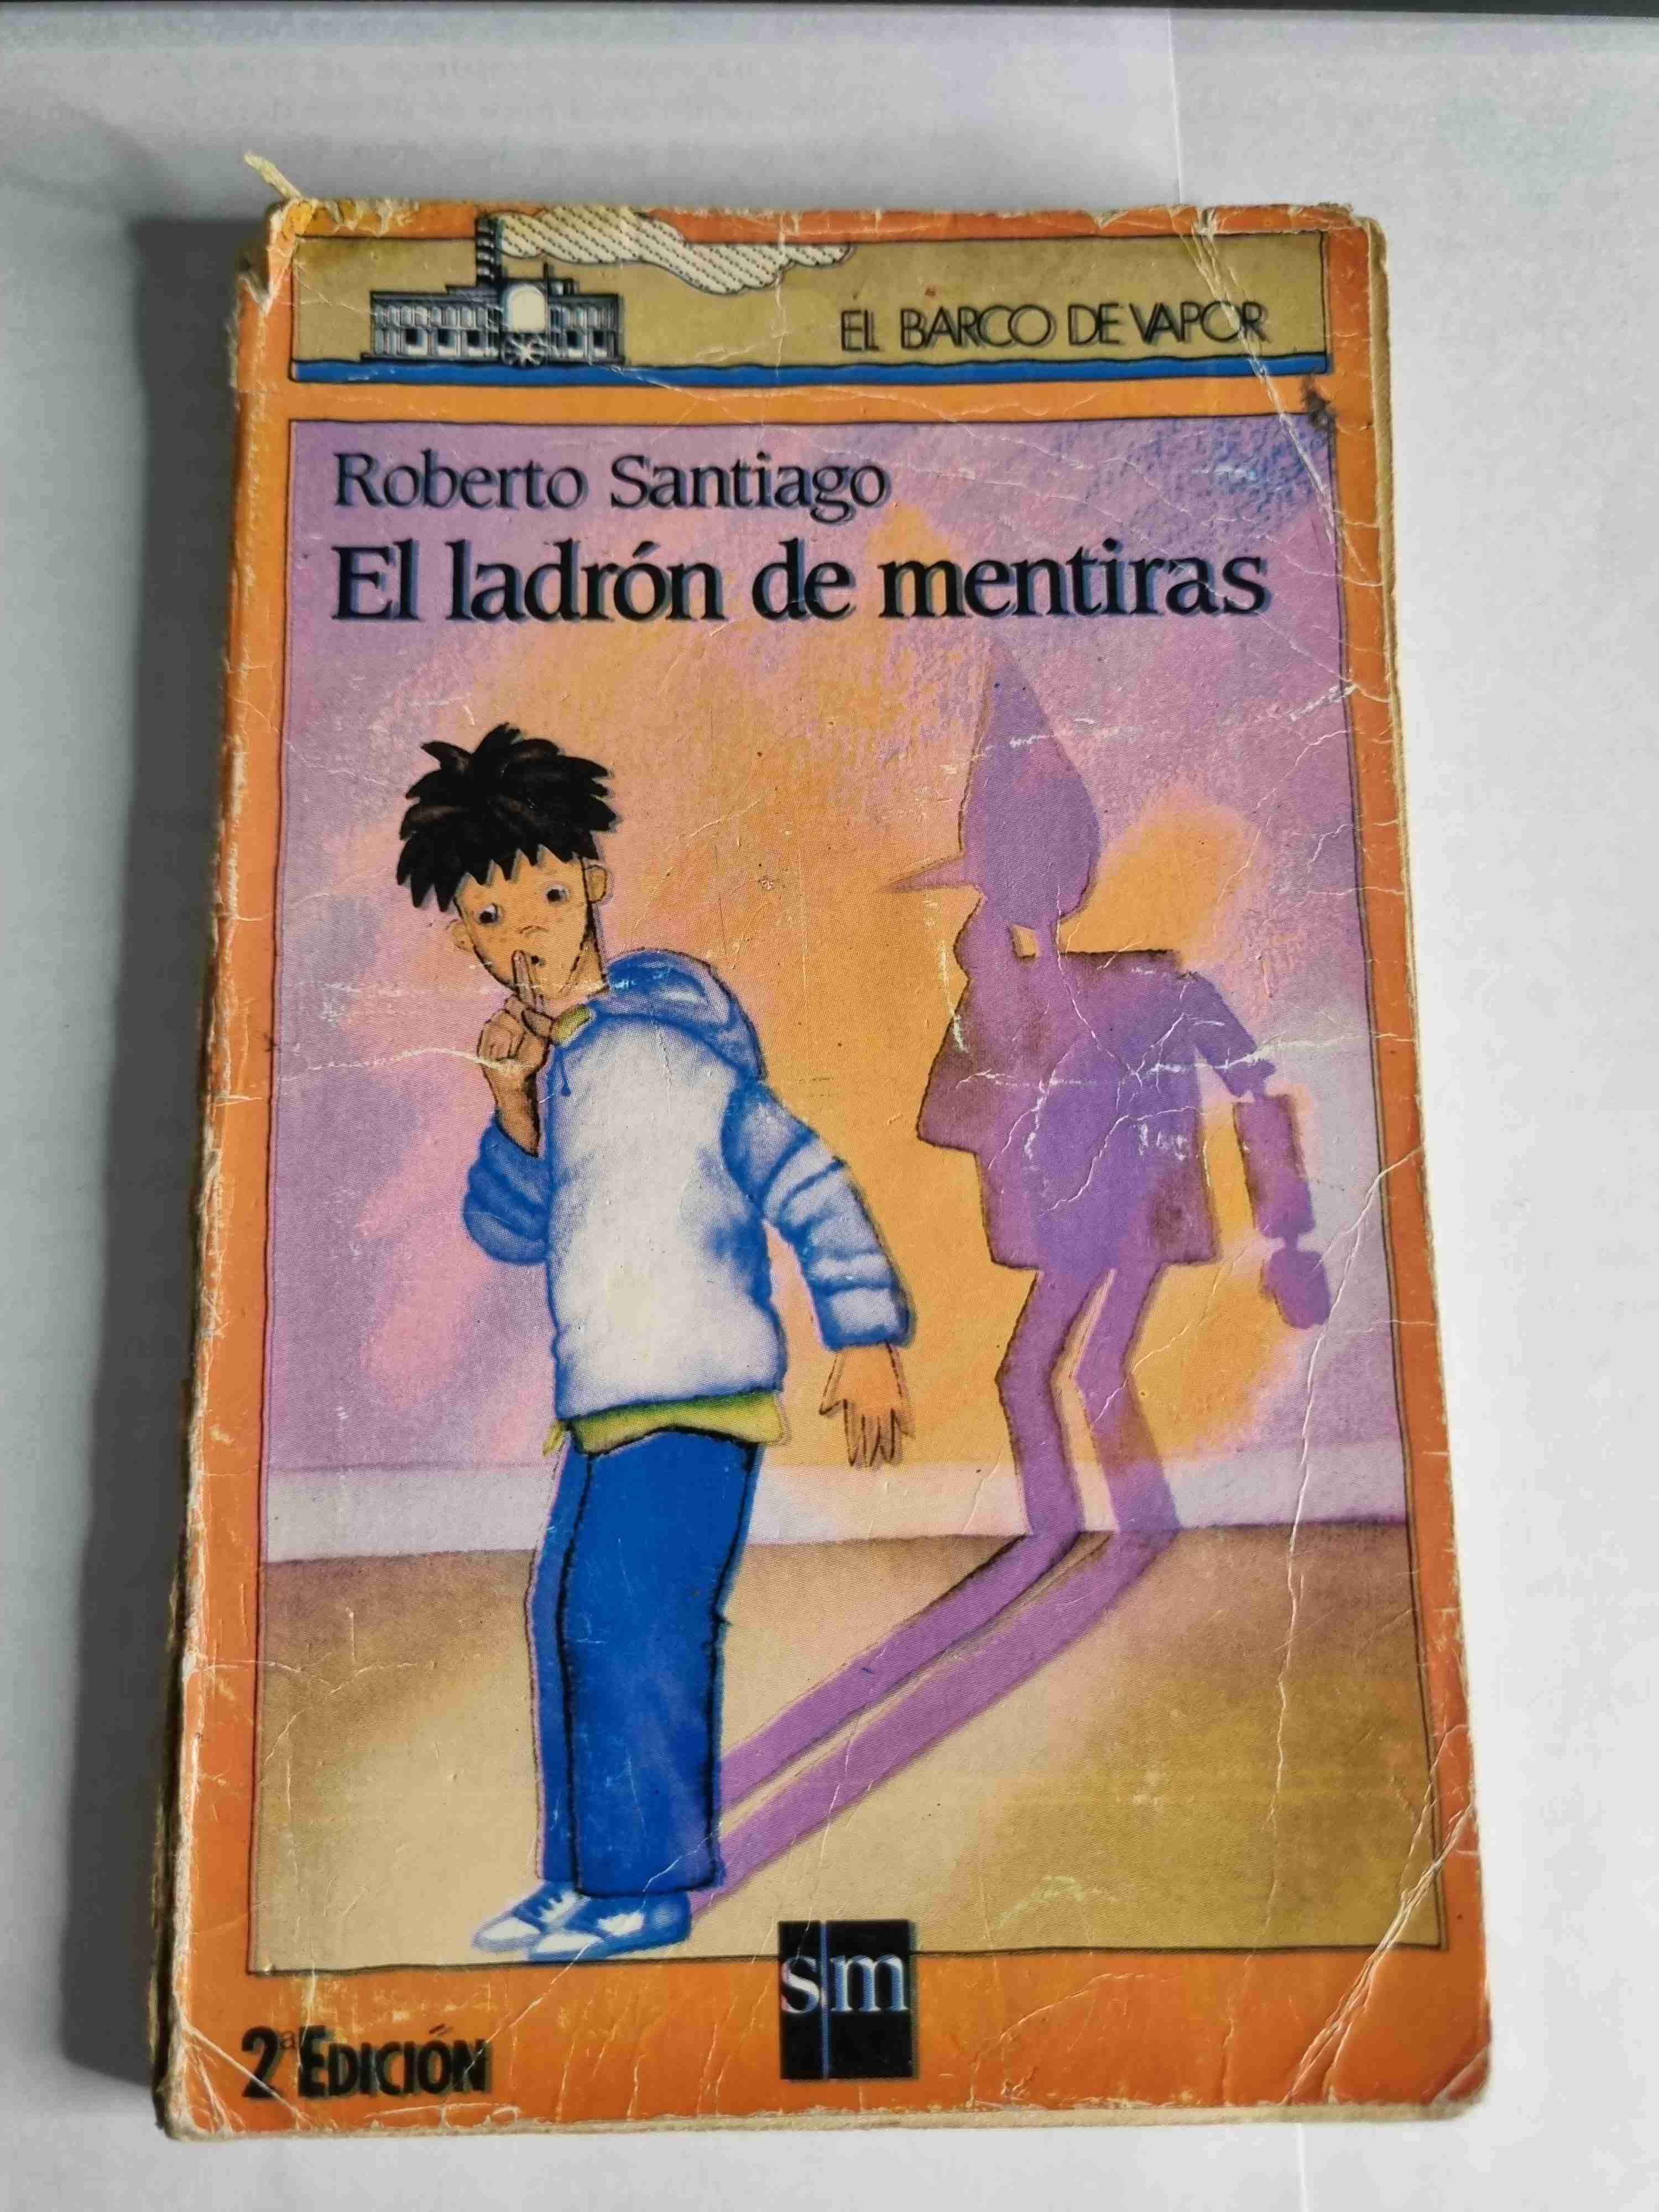 EL BARCO DE VAPOR
Roberto Santiago
El ladrón de mentiras
sm
2ª EDICIÓN